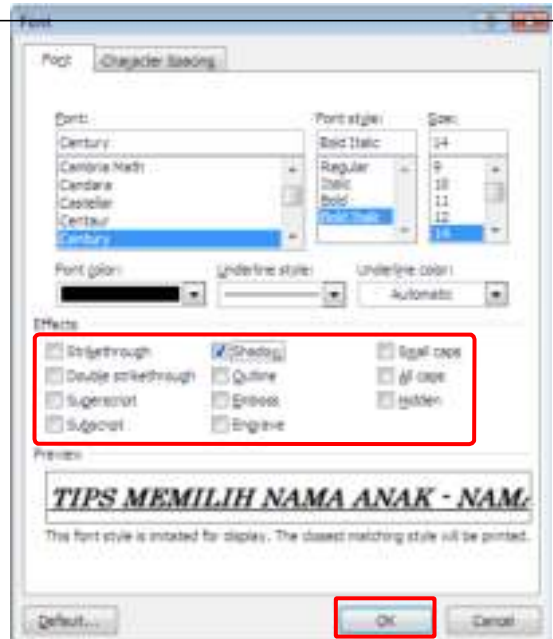 Font
Font Character Spacing
Font: Font style: Size:
Century Bold Italic 14
Cambria Math Regular 9
Candara Italic 10
Castellar Bold 11
Centaur Bold Italic 12
Century 14
Font color: Underline style: Underline color:
Automatic
Effects
Strikethrough Shadow Small caps
Double strikethrough Outline All caps
Superscript Emboss Hidden
Subscript Engrave
Preview
TIPS MEMILIH NAMA ANAK - NAMA
This font style is imitated for display. The closest matching style will be printed.
Default... OK Cancel